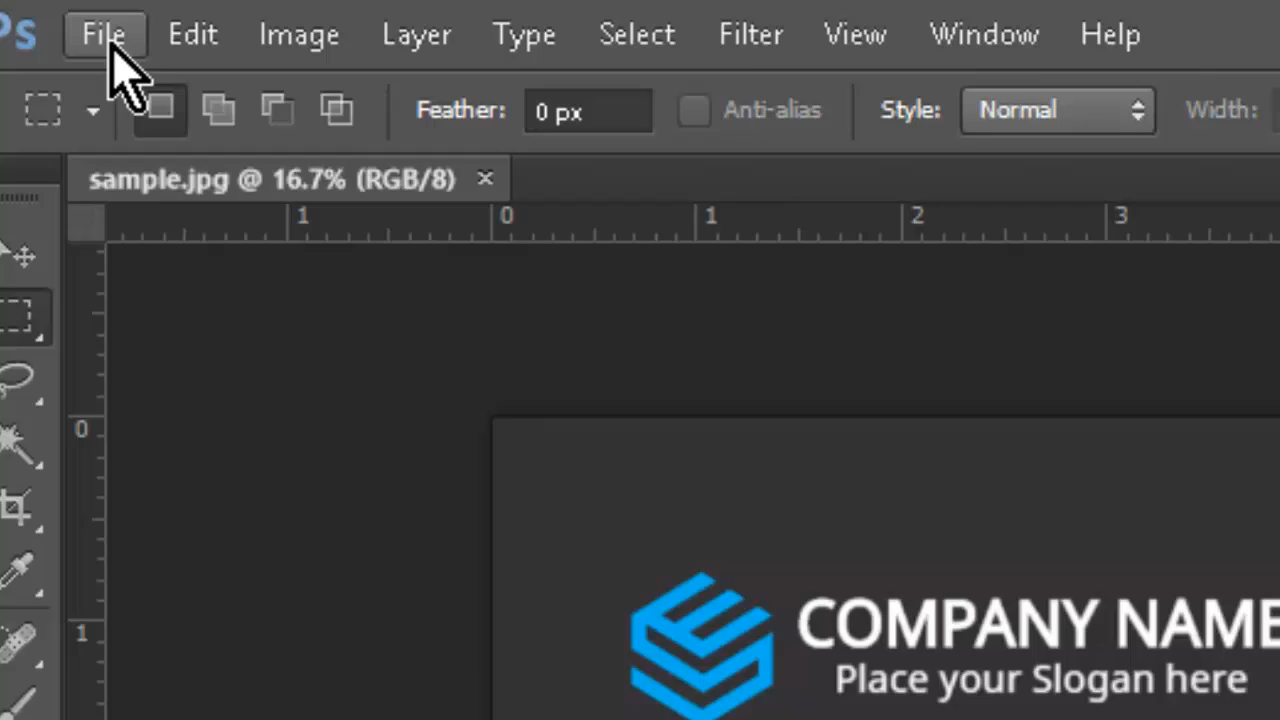 Ps File Edit Image Layer Type Select Filter View Window Help
Feather: 0 px Anti-alias Style: Normal Width:
sample.jpg @ 16.7% (RGB/8) ×
1 0 1 2 3
0
1
COMPANY NAME
Place your Slogan here